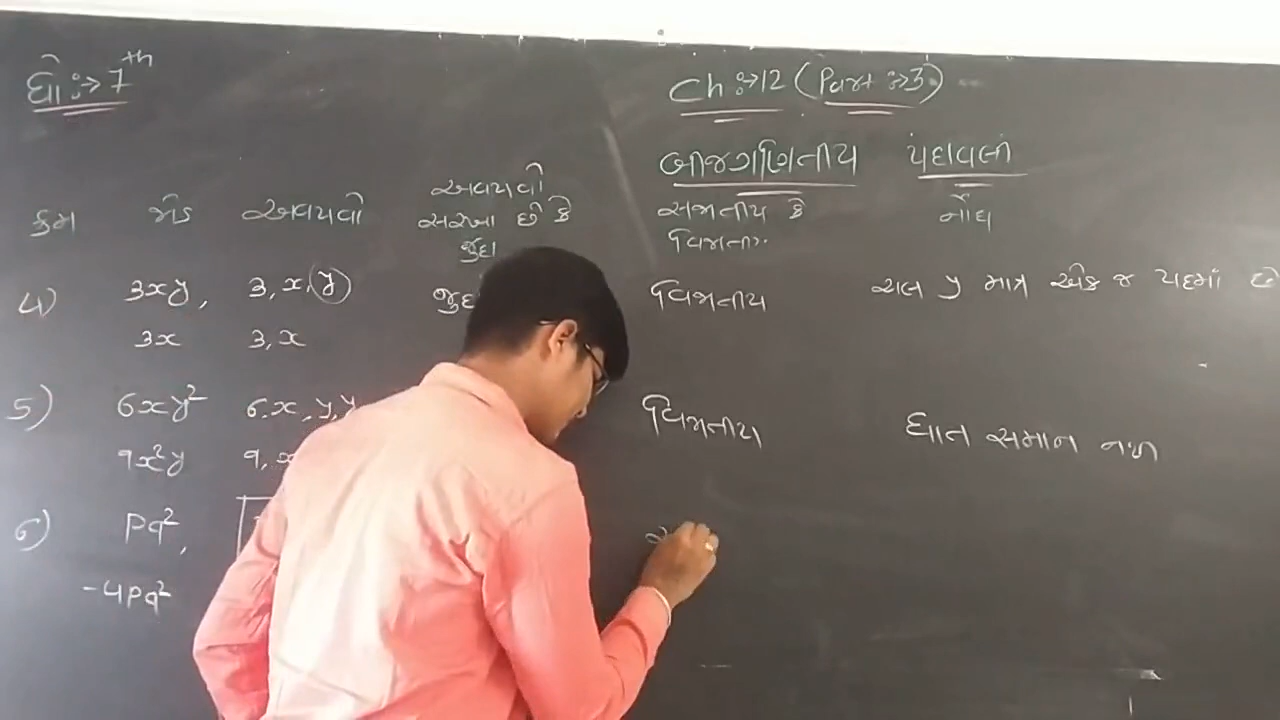 ધો :-> 7th
Ch :-> 12 (Part :-> 3)
બીજગણિતીય પદાવલી
ક્રમ જોડ અવયવો અવયવો સરખા છે કે જુદા સજાતીય કે વિજાતીય નોંધ
4) 3xy, 3, x, y વિજાતીય ચલ y માત્ર એક જ પદમાં છે
3x 3, x
5) 6xy² 6, x, y, y વિજાતીય ઘાત સમાન નથી
9x²y 9,
6) pq²,
-4pq²